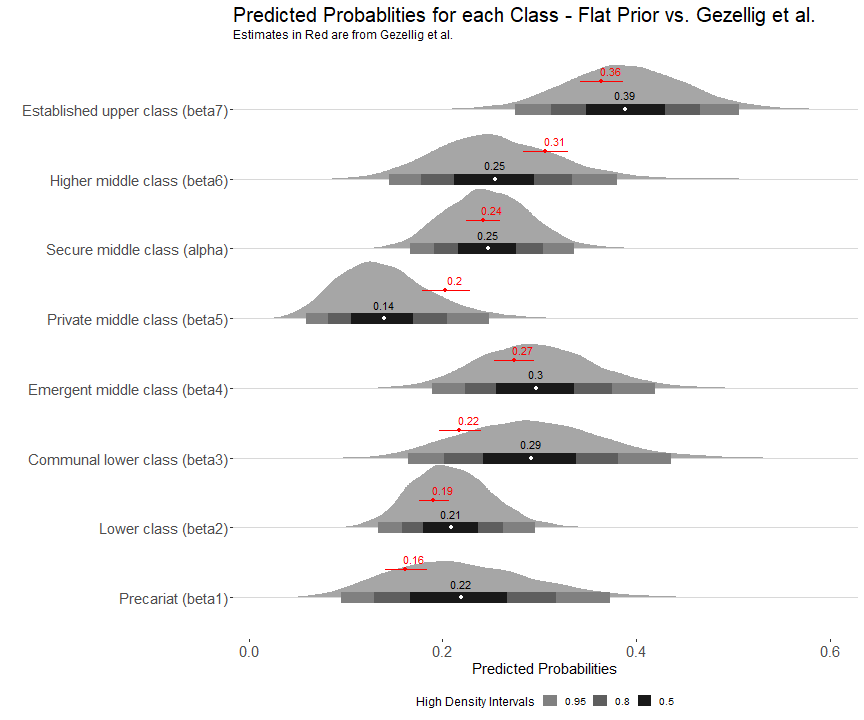 Predicted Probablities for each Class - Flat Prior vs. Gezellig et al.
Estimates in Red are from Gezellig et al.
0.36
0.39
Established upper class (beta7)
0.31
0.25
Higher middle class (beta6)
0.24
0.25
Secure middle class (alpha)
0.2
0.14
Private middle class (beta5)
0.27
0.3
Emergent middle class (beta4)
0.22
0.29
Communal lower class (beta3)
0.19
0.21
Lower class (beta2)
0.16
0.22
Precariat (beta1)
0.0 0.2 0.4 0.6
Predicted Probabilities
High Density Intervals 0.95 0.8 0.5